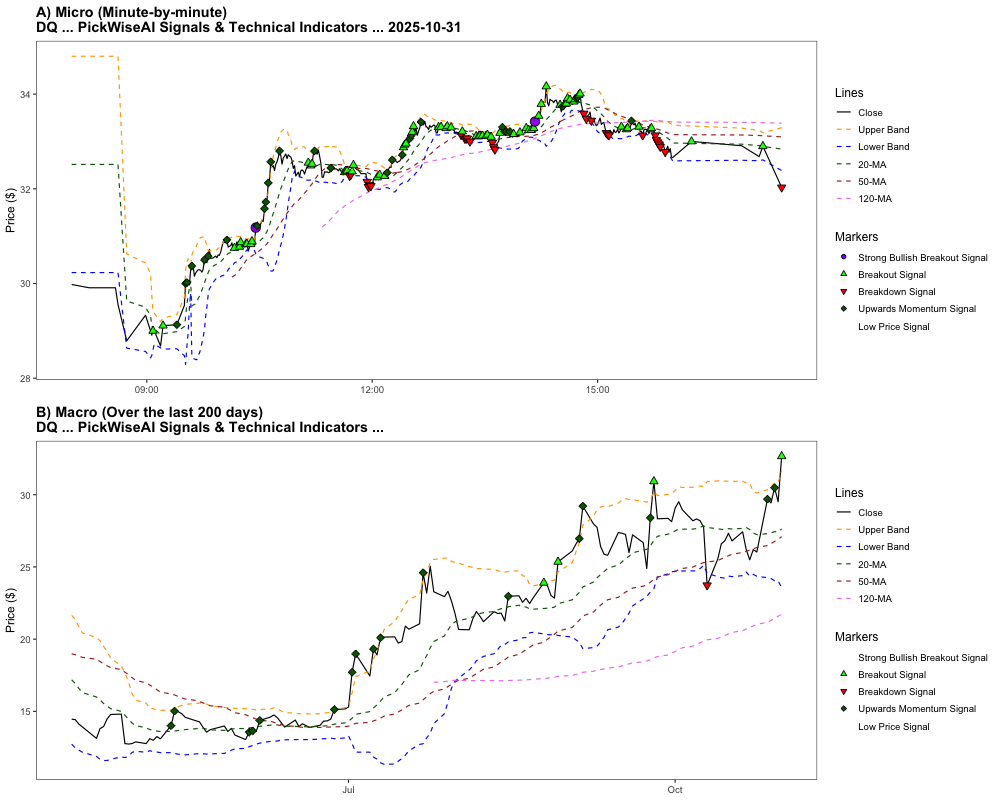 A) Micro (Minute-by-minute)
DQ ... PickWiseAI Signals & Technical Indicators ... 2025-10-31
Price ($)
34
32
30
28
09:00
12:00
15:00
Lines
Close
Upper Band
Lower Band
20-MA
50-MA
120-MA
Markers
Strong Bullish Breakout Signal
Breakout Signal
Breakdown Signal
Upwards Momentum Signal
Low Price Signal
B) Macro (Over the last 200 days)
DQ ... PickWiseAI Signals & Technical Indicators ...
Price ($)
30
25
20
15
Jul
Oct
Lines
Close
Upper Band
Lower Band
20-MA
50-MA
120-MA
Markers
Strong Bullish Breakout Signal
Breakout Signal
Breakdown Signal
Upwards Momentum Signal
Low Price Signal